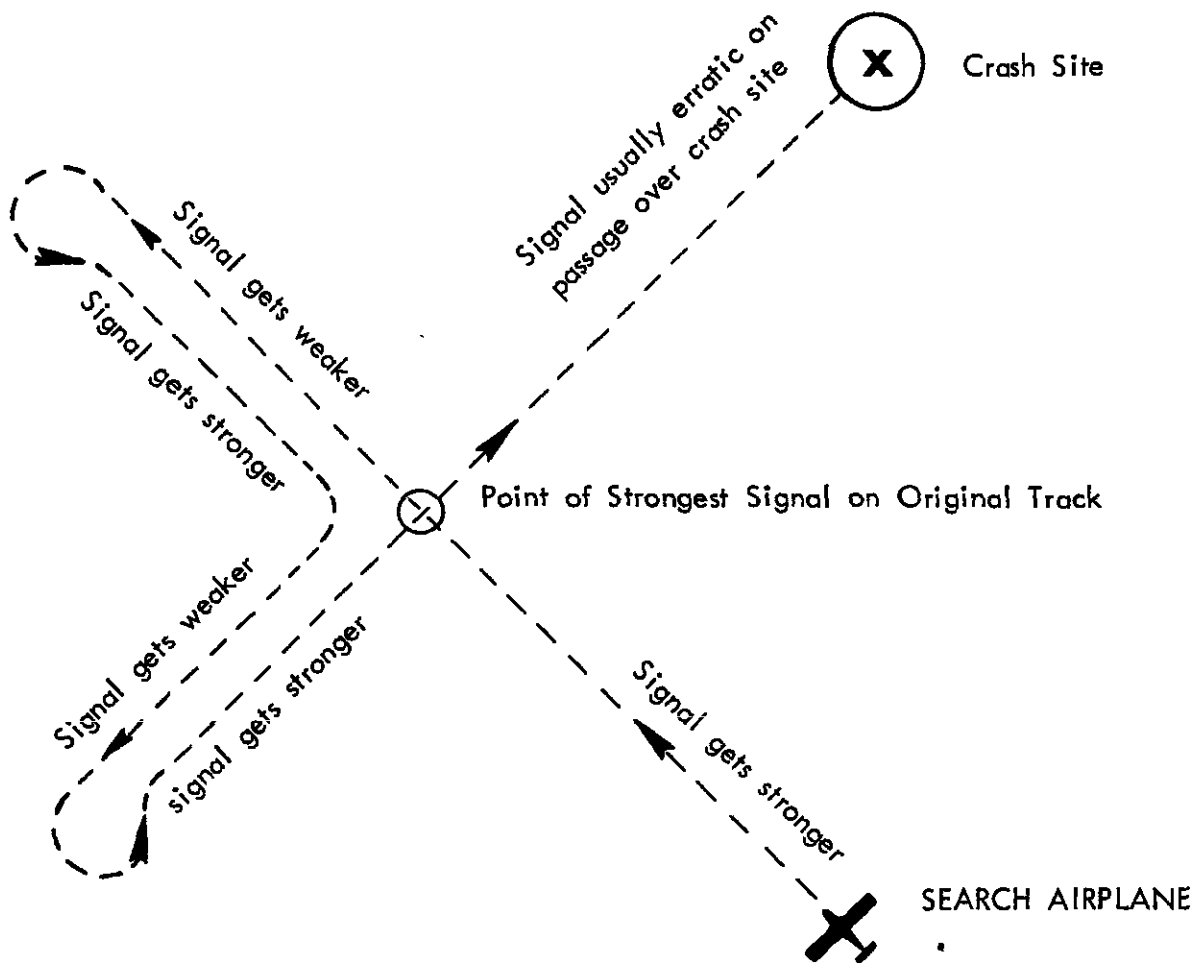 Signal usually erratic on
passage over crash site
X
Crash Site
Signal gets weaker
Signal gets stronger
Point of Strongest Signal on Original Track
Signal gets weaker
signal gets stronger
Signal gets stronger
SEARCH AIRPLANE